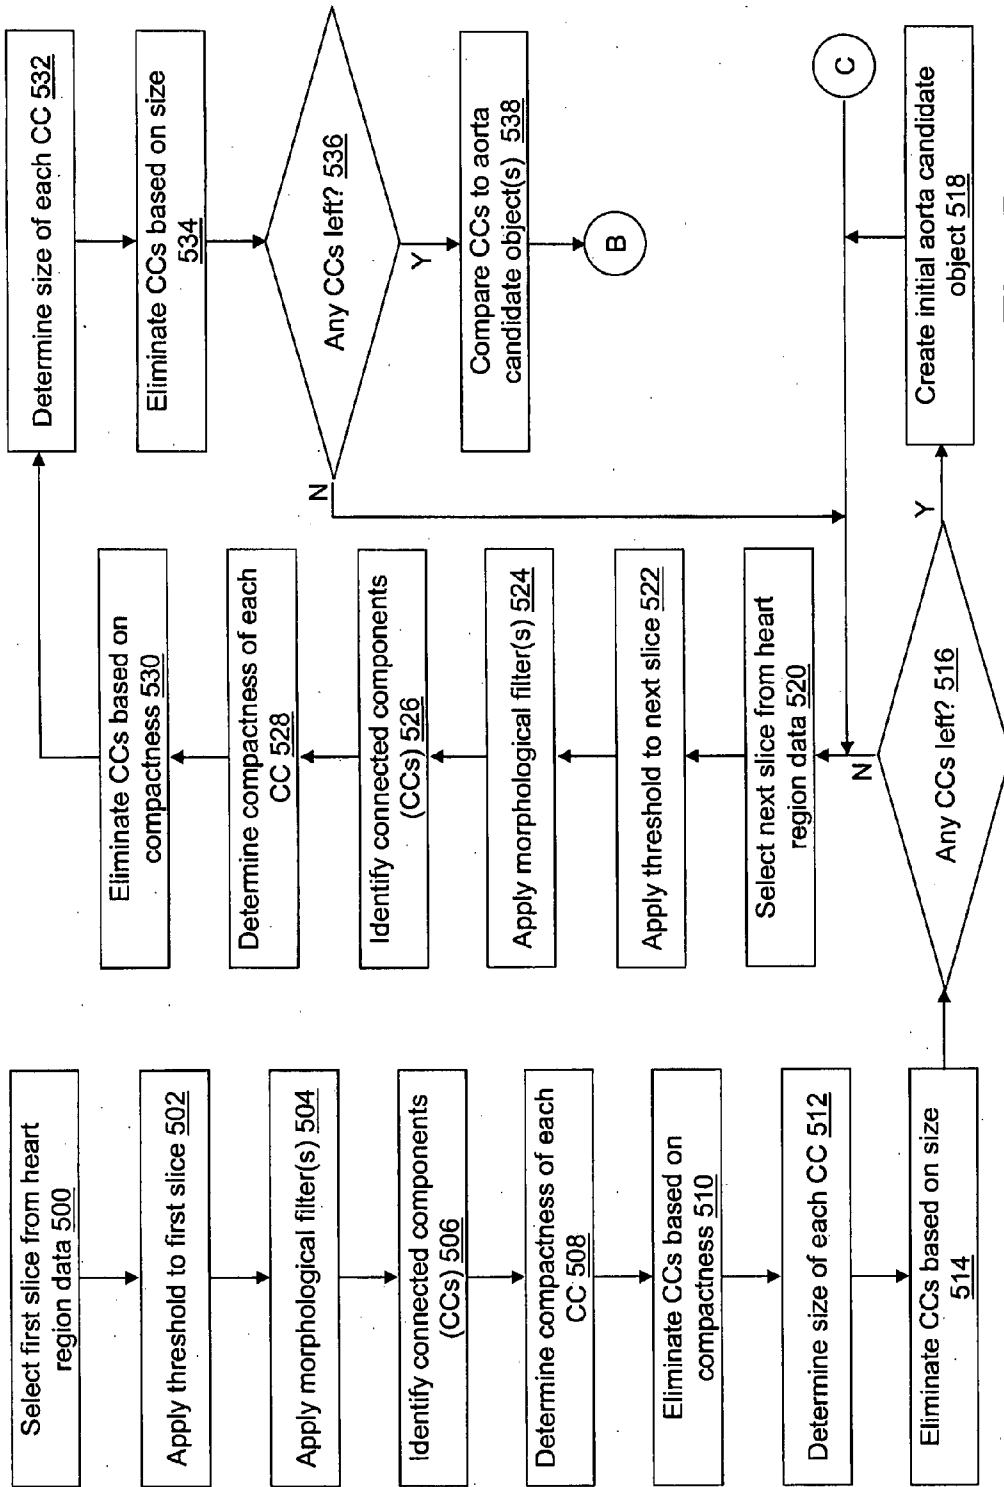 Select first slice from heart
region data 500
Apply threshold to first slice 502
Apply morphological filter(s) 504
Identify connected components
(CCs) 506
Determine compactness of each
CC 508
Eliminate CCs based on
compactness 510
Determine size of each CC 512
Eliminate CCs based on size
514
Any CCs left? 516
N
Y
Create initial aorta candidate
object 518
C
Select next slice from heart
region data 520
Apply threshold to next slice 522
Apply morphological filter(s) 524
Identify connected components
(CCs) 526
Determine compactness of each
CC 528
Eliminate CCs based on
compactness 530
Determine size of each CC 532
Eliminate CCs based on size
534
Any CCs left? 536
N
Y
Compare CCs to aorta
candidate object(s) 538
B